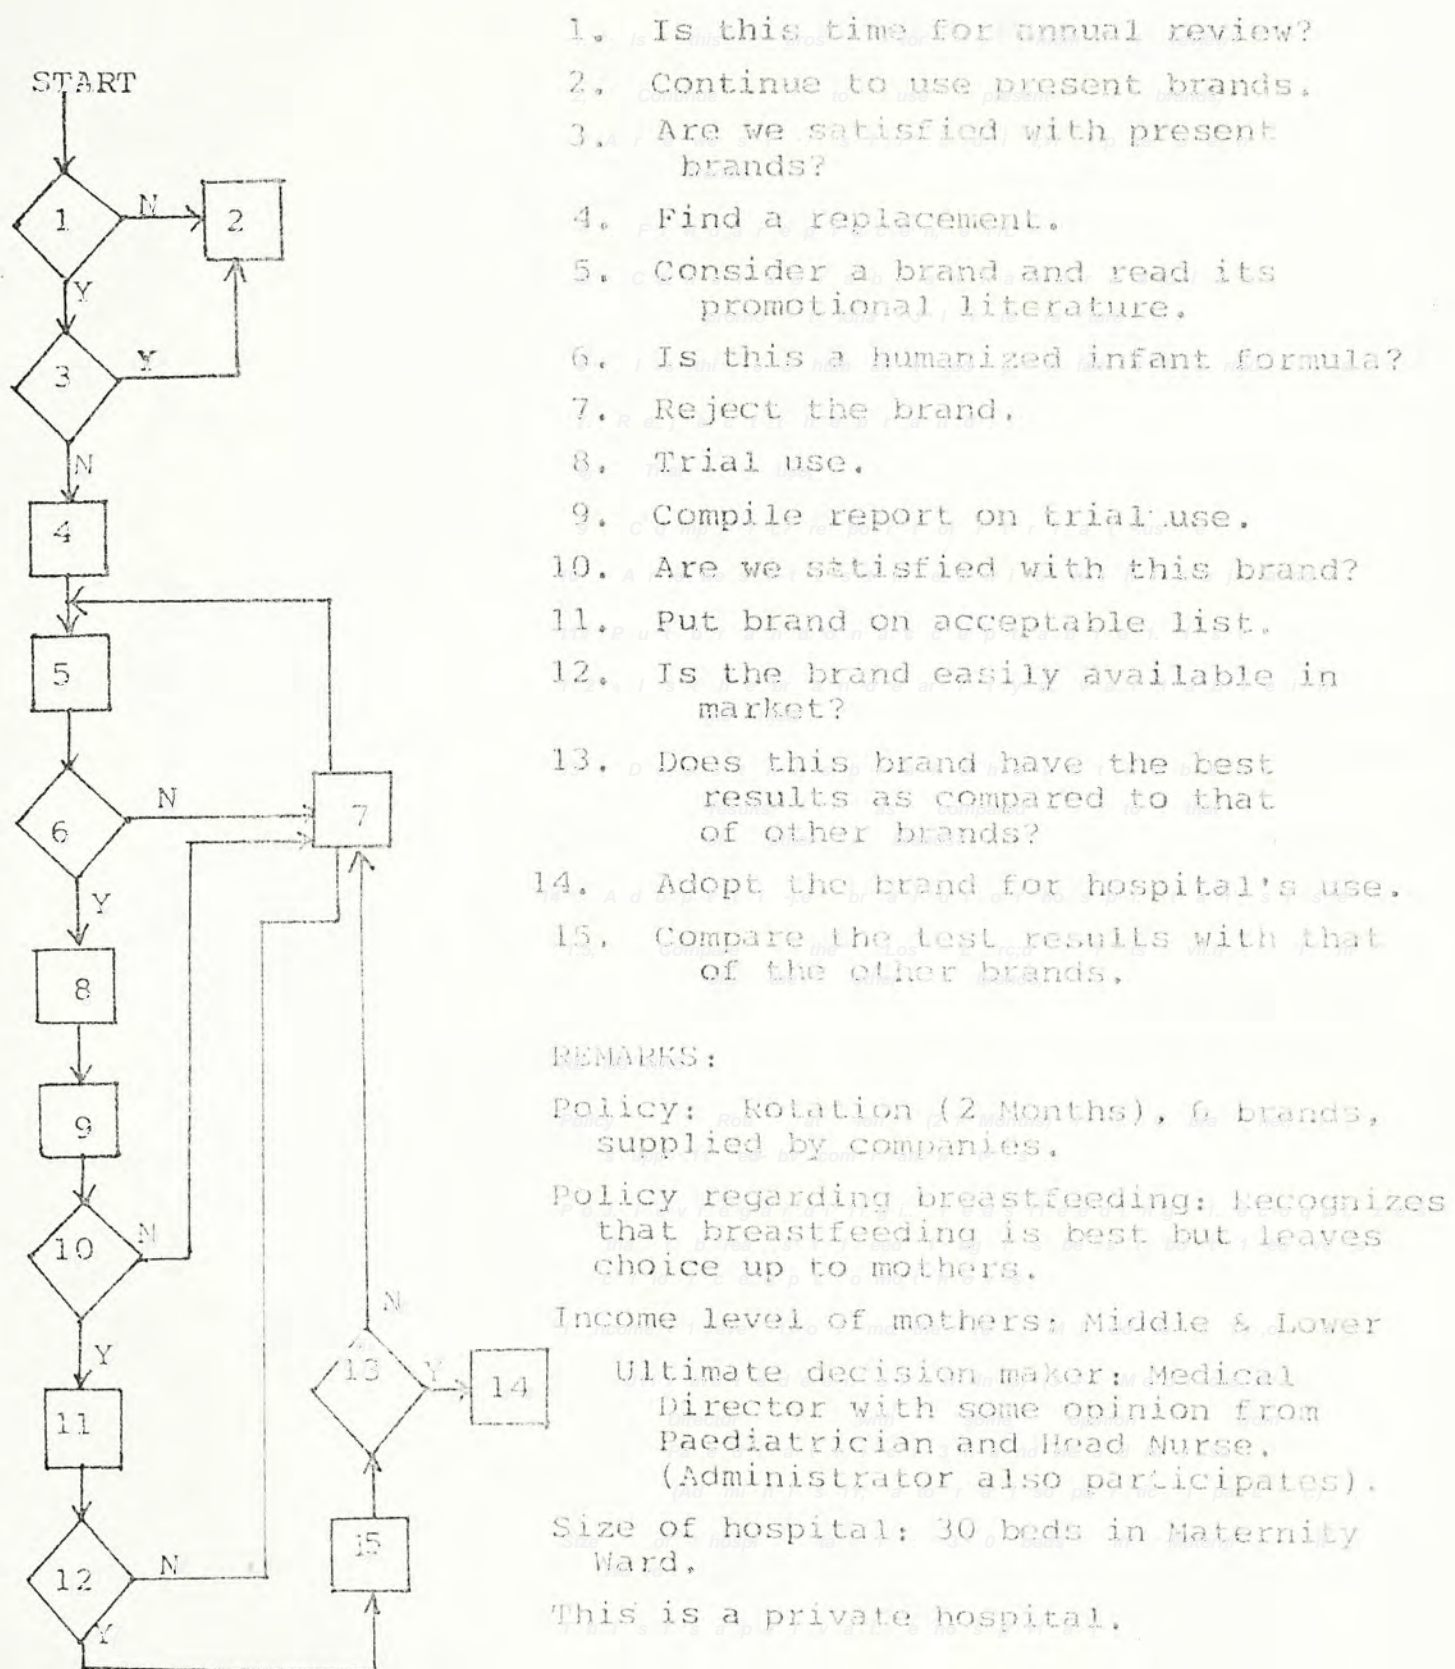 START
1
N
2
Y
3
Y
N
4
5
6
N
7
Y
8
9
10
N
Y
11
12
N
Y
13
N
Y
14
15
1. Is this time for annual review?
2. Continue to use present brands.
3. Are we satisfied with present
brands?
4. Find a replacement.
5. Consider a brand and read its
promotional literature.
6. Is this a humanized infant formula?
7. Reject the brand.
8. Trial use.
9. Compile report on trial use.
10. Are we sttisfied with this brand?
11. Put brand on acceptable list.
12. Is the brand easily available in
market?
13. Does this brand have the best
results as compared to that
of other brands?
14. Adopt the brand for hospital's use.
15. Compare the test results with that
of the other brands.
REMARKS:
Policy: Rotation (2 Months), 6 brands,
supplied by companies.
Policy regarding breastfeeding: Recognizes
that breastfeeding is best but leaves
choice up to mothers.
Income level of mothers: Middle & Lower
Ultimate decision maker: Medical
Director with some opinion from
Paediatrician and Head Nurse.
(Administrator also participates).
Size of hospital: 30 beds in Maternity
Ward.
This is a private hospital.